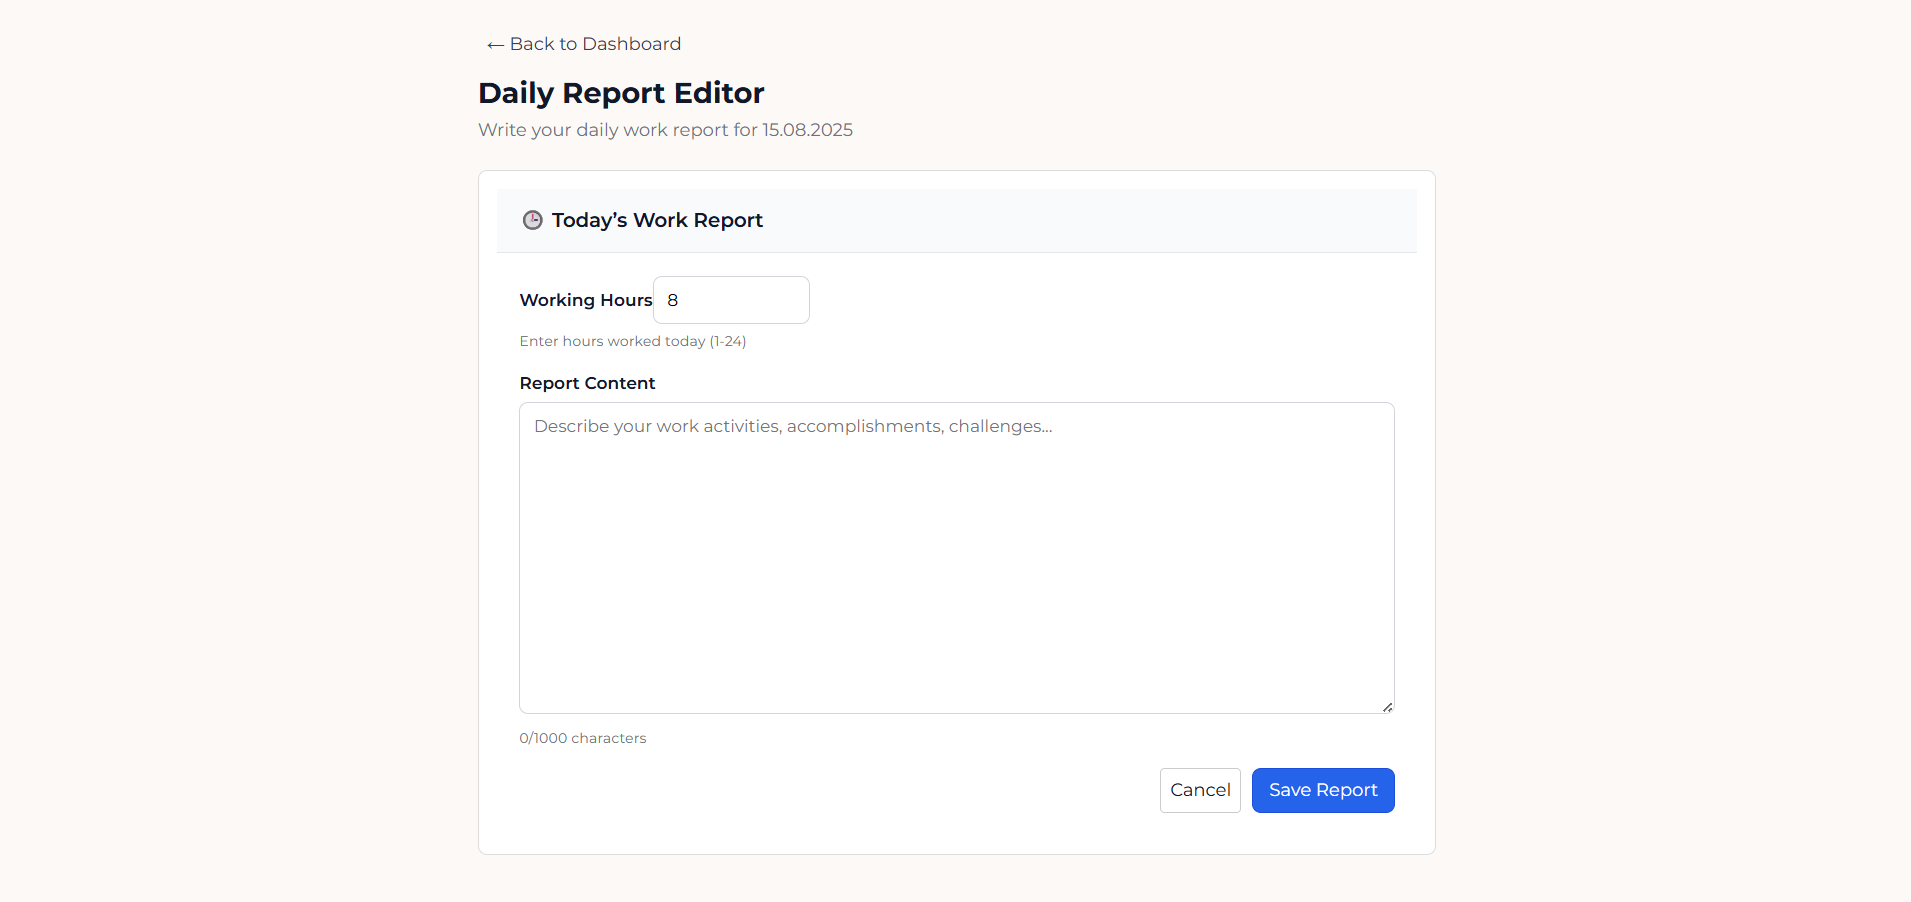 ← Back to Dashboard
Daily Report Editor
Write your daily work report for 15.08.2025
Today’s Work Report
Working Hours 8
Enter hours worked today (1-24)
Report Content
Describe your work activities, accomplishments, challenges...
0/1000 characters
Cancel Save Report